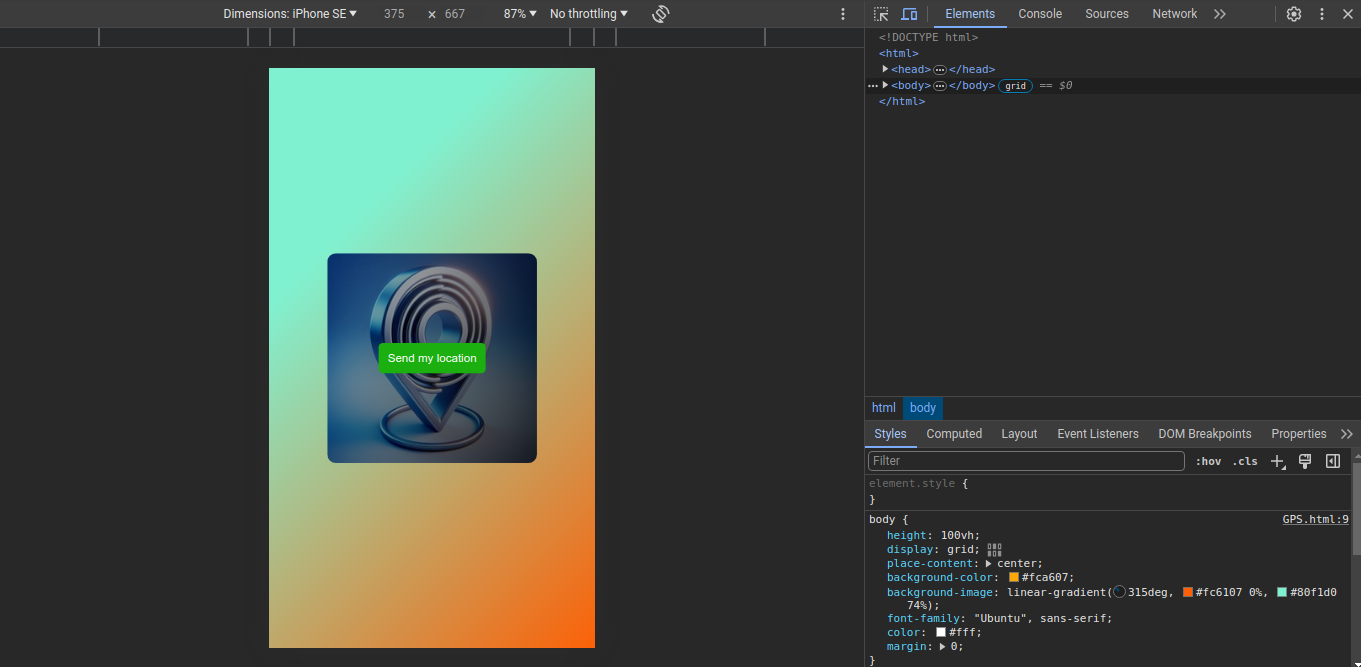 Dimensions: iPhone SE ▼ 375 × 667 87% ▼ No throttling ▼
Elements Console Sources Network
<!DOCTYPE html>
<html>
▶<head>…</head>
…▶<body>…</body> grid == $0
</html>
Send my location
html body
Styles Computed Layout Event Listeners DOM Breakpoints Properties
Filter :hov .cls
element.style {
}
body { GPS.html:9
height: 100vh;
display: grid;
place-content: ▶ center;
background-color: #fca607;
background-image: linear-gradient(315deg, #fc6107 0%, #80f1d0
74%);
font-family: "Ubuntu", sans-serif;
color: #fff;
margin: ▶ 0;
}